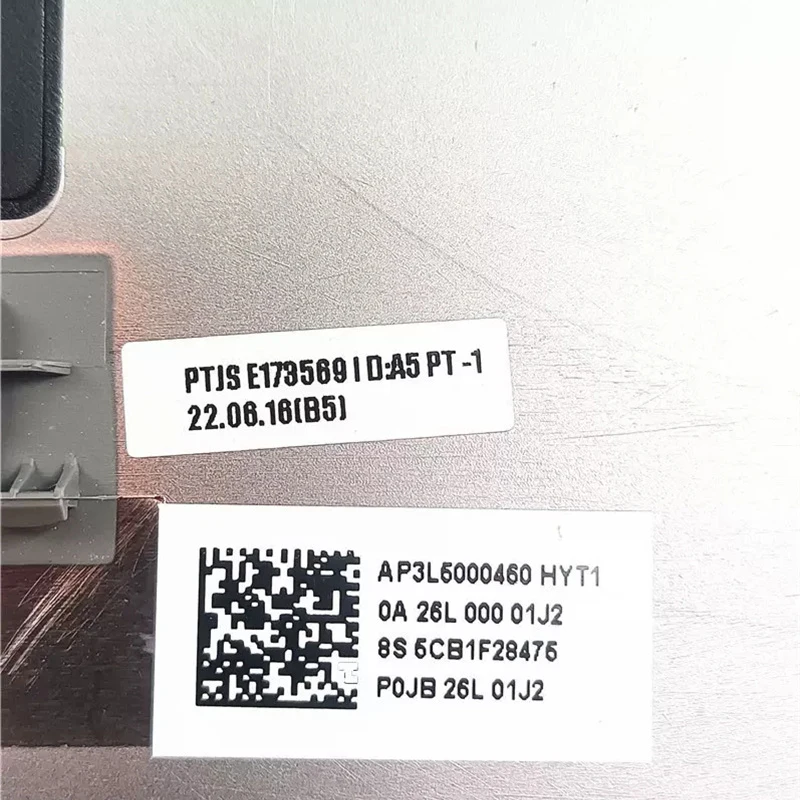 PTJS E173569 I D:A5 PT -1
22.06.16(B5)
AP3L5000460 HYT1
0A 26L 000 01J2
8S 5CB1F28475
P0JB 26L 01J2